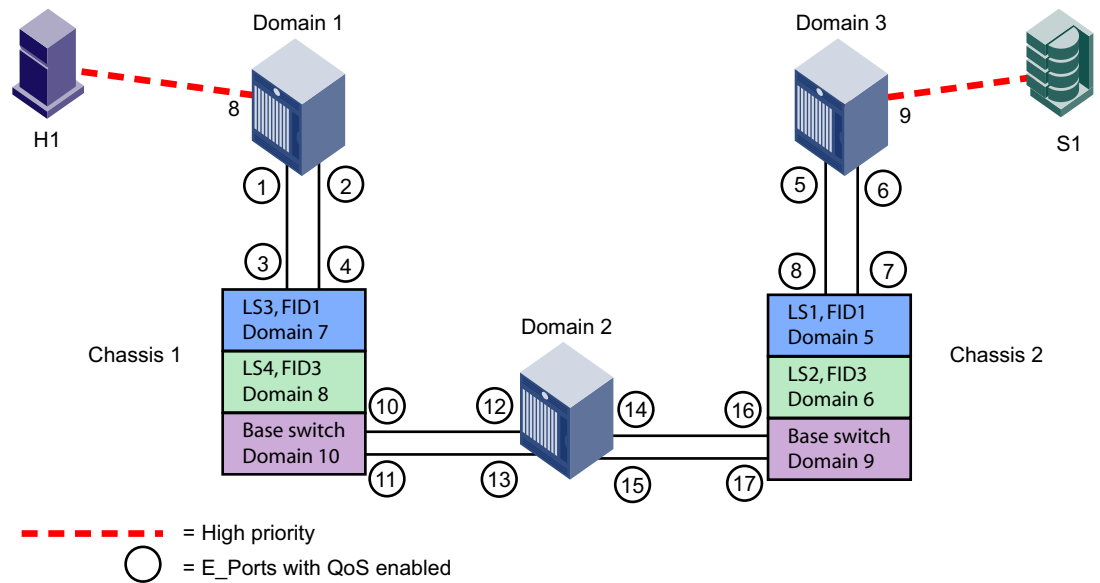 Domain 1
Domain 3
H1
8
9
S1
1
2
5
6
3
4
8
7
LS3, FID1
Domain 7
LS1, FID1
Domain 5
Chassis 1
Domain 2
Chassis 2
LS4, FID3
Domain 8
LS2, FID3
Domain 6
10
12
14
16
Base switch
Domain 10
Base switch
Domain 9
11
13
15
17
= High priority
= E_Ports with QoS enabled